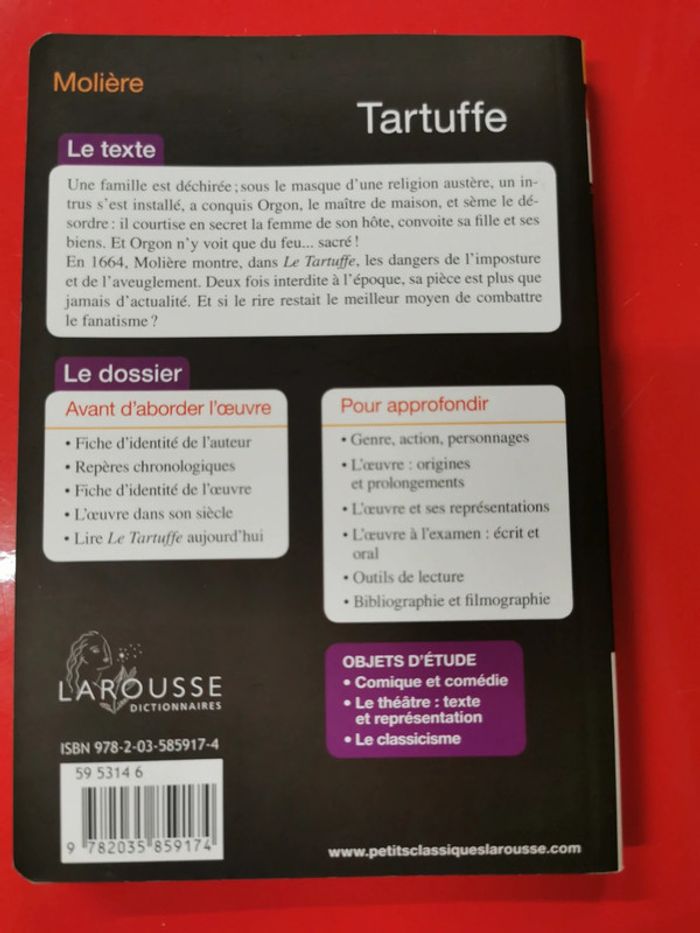 Molière
Tartuffe
Le texte
Une famille est déchirée ; sous le masque d'une religion austère, un in-
trus s'est installé, a conquis Orgon, le maître de maison, et sème le dé-
sordre : il courtise en secret la femme de son hôte, convoite sa fille et ses
biens. Et Orgon n'y voit que du feu... sacré !
En 1664, Molière montre, dans Le Tartuffe, les dangers de l'imposture
et de l'aveuglement. Deux fois interdite à l'époque, sa pièce est plus que
jamais d'actualité. Et si le rire restait le meilleur moyen de combattre
le fanatisme ?
Le dossier
Avant d'aborder l'œuvre
• Fiche d'identité de l'auteur
• Repères chronologiques
• Fiche d'identité de l'œuvre
• L'œuvre dans son siècle
• Lire Le Tartuffe aujourd'hui
Pour approfondir
• Genre, action, personnages
• L'œuvre : origines
et prolongements
• L'œuvre et ses représentations
• L'œuvre à l'examen : écrit et
oral
• Outils de lecture
• Bibliographie et filmographie
OBJETS D'ÉTUDE
• Comique et comédie
• Le théâtre : texte
et représentation
• Le classicisme
LAROUSSE
DICTIONNAIRES
ISBN 978-2-03-585917-4
59 5314 6
9 782035 859174
www.petitsclassiqueslarousse.com